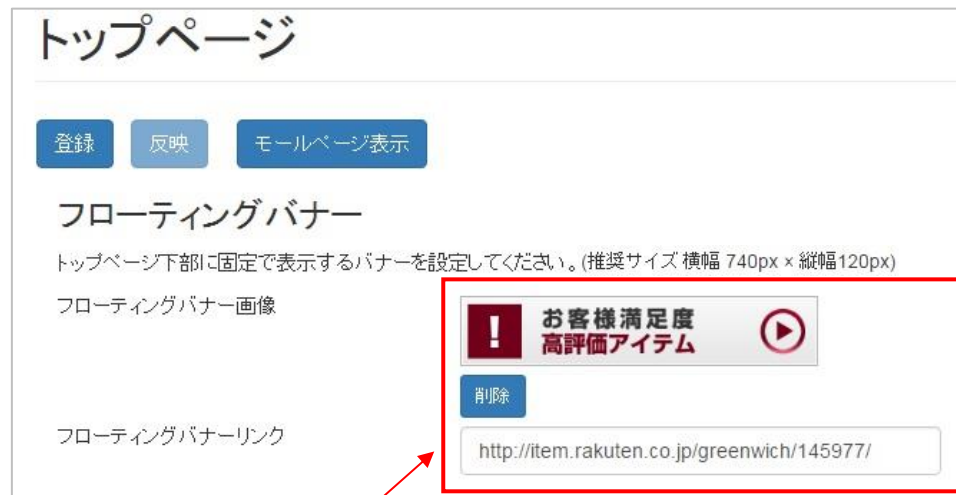 トップページ
登録 反映 モールページ表示
フローティングバナー
トップページ下部に固定で表示するバナーを設定してください。(推奨サイズ 横幅 740px × 縦幅120px)
フローティングバナー画像
! お客様満足度
高評価アイテム
削除
フローティングバナーリンク
http://item.rakuten.co.jp/greenwich/145977/